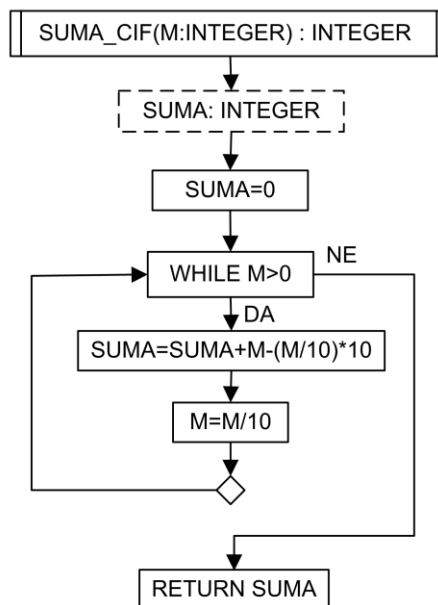 SUMA_CIF(M:INTEGER) : INTEGER
SUMA: INTEGER
SUMA=0
WHILE M>0
NE
DA
SUMA=SUMA+M-(M/10)*10
M=M/10
RETURN SUMA